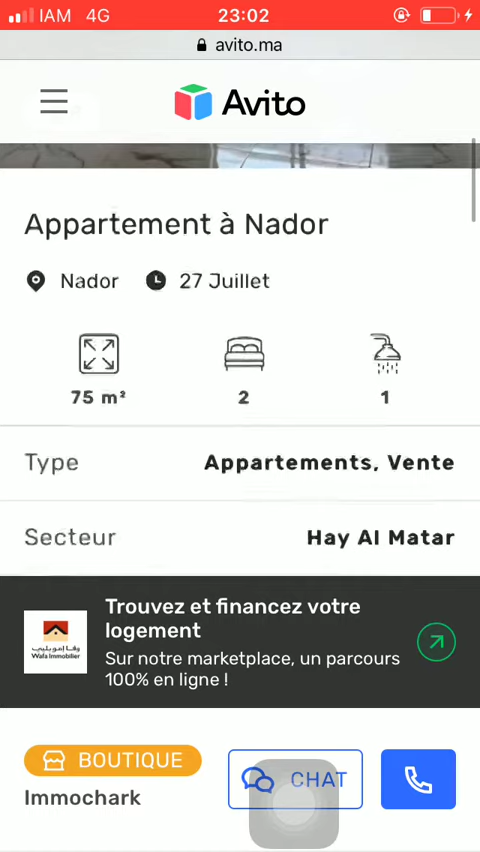 IAM 4G 23:02
avito.ma
Avito
Appartement à Nador
Nador 27 Juillet
75 m² 2 1
Type Appartements, Vente
Secteur Hay Al Matar
Trouvez et financez votre
logement
Sur notre marketplace, un parcours
100% en ligne !
وفا إموبليي
Wafa Immobilier
BOUTIQUE CHAT
Immochark